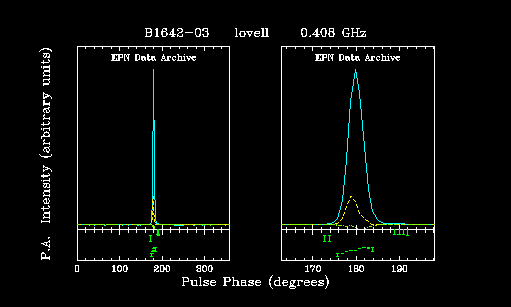 B1642-03 lovell 0.408 GHz
EPN Data Archive EPN Data Archive
P.A. Intensity (arbitrary units)
0 100 200 300 170 180 190
Pulse Phase (degrees)